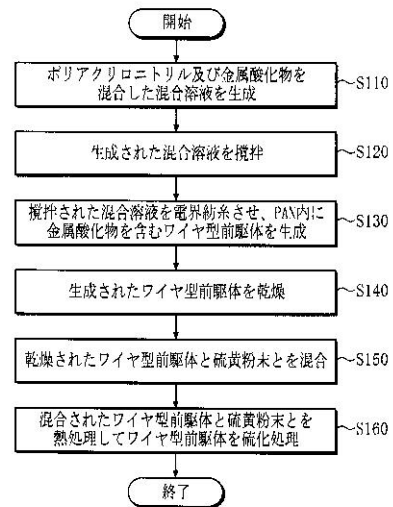 開始
ポリアクリロニトリル及び金属酸化物を
混合した混合溶液を生成
S110
生成された混合溶液を攪拌
S120
攪拌された混合溶液を電界紡糸させ、PAN内に
金属酸化物を含むワイヤ型前駆体を生成
S130
生成されたワイヤ型前駆体を乾燥
S140
乾燥されたワイヤ型前駆体と硫黄粉末とを混合
S150
混合されたワイヤ型前駆体と硫黄粉末とを
熱処理してワイヤ型前駆体を硫化処理
S160
終了